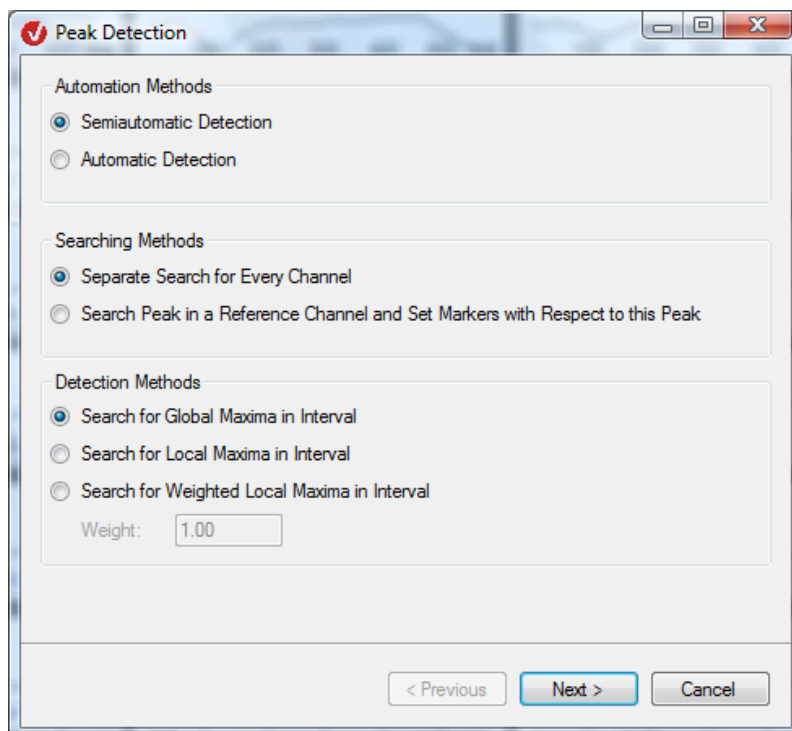 Peak Detection
Automation Methods
Semiautomatic Detection
Automatic Detection
Searching Methods
Separate Search for Every Channel
Search Peak in a Reference Channel and Set Markers with Respect to this Peak
Detection Methods
Search for Global Maxima in Interval
Search for Local Maxima in Interval
Search for Weighted Local Maxima in Interval
Weight: 1.00
< Previous Next > Cancel